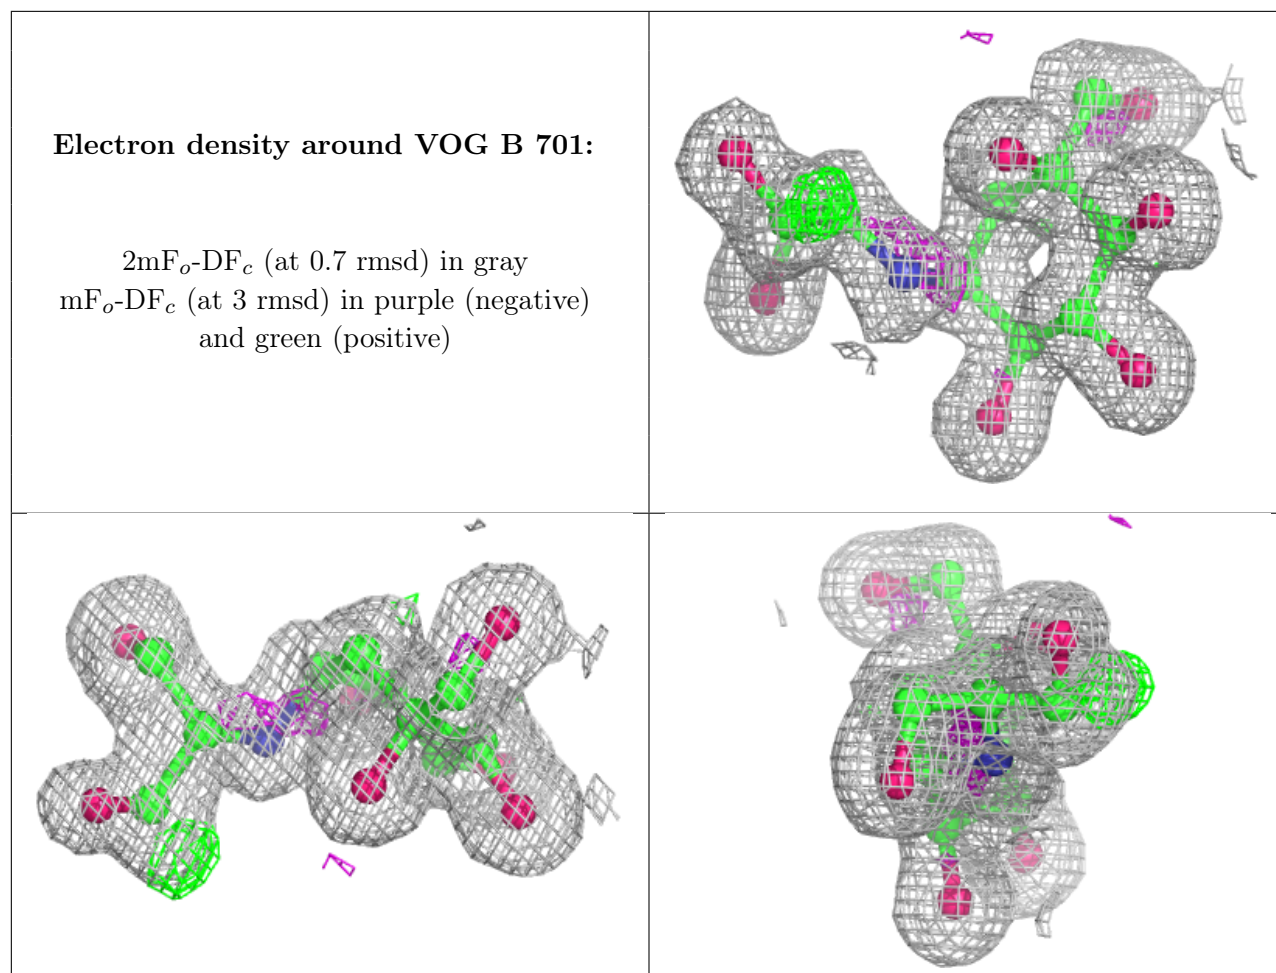 Electron density around VOG B 701:
2mFo-DFc (at 0.7 rmsd) in gray
mFo-DFc (at 3 rmsd) in purple (negative)
and green (positive)